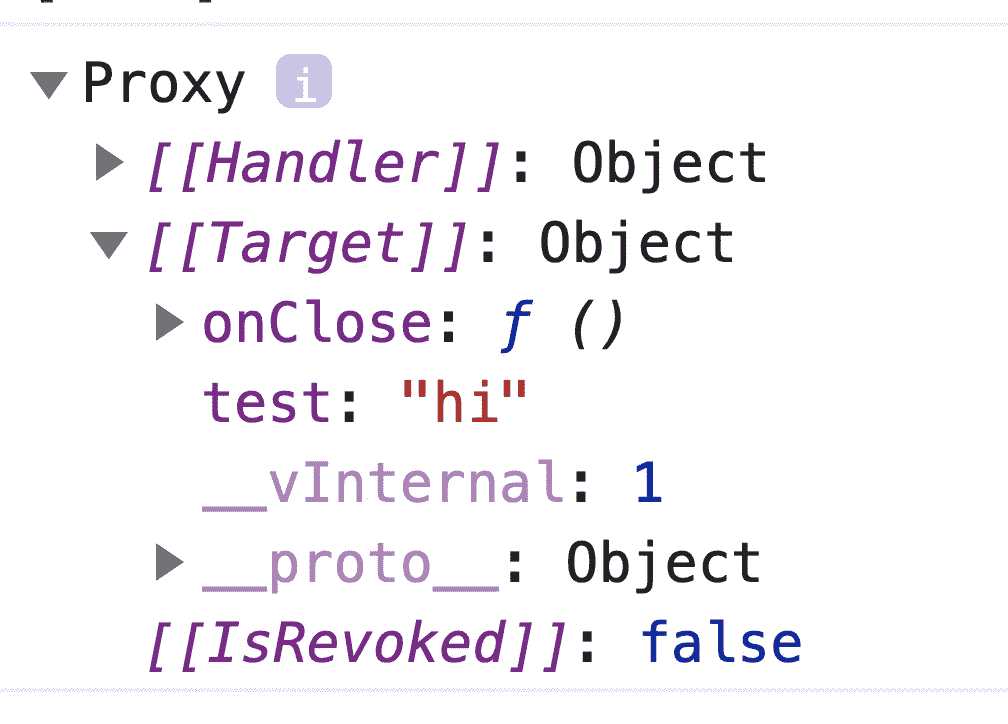 Proxy i
[[Handler]]: Object
[[Target]]: Object
onClose: ƒ ()
test: "hi"
__vInternal: 1
__proto__: Object
[[IsRevoked]]: false